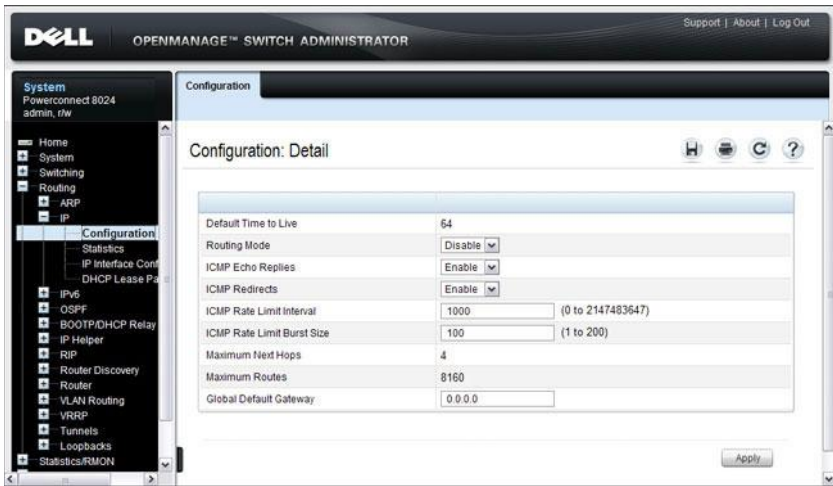 Support | About | Log Out
DELL OPENMANAGE™ SWITCH ADMINISTRATOR
System
Powerconnect 8024
admin, r/w
Home
System
Switching
Routing
ARP
IP
Configuration
Statistics
IP Interface Conf
DHCP Lease Pa
IPv6
OSPF
BOOTP/DHCP Relay
IP Helper
RIP
Router Discovery
Router
VLAN Routing
VRRP
Tunnels
Loopbacks
Statistics/RMON
Configuration
Configuration: Detail
Default Time to Live 64
Routing Mode Disable
ICMP Echo Replies Enable
ICMP Redirects Enable
ICMP Rate Limit Interval 1000 (0 to 2147483647)
ICMP Rate Limit Burst Size 100 (1 to 200)
Maximum Next Hops 4
Maximum Routes 8160
Global Default Gateway 0.0.0.0
Apply